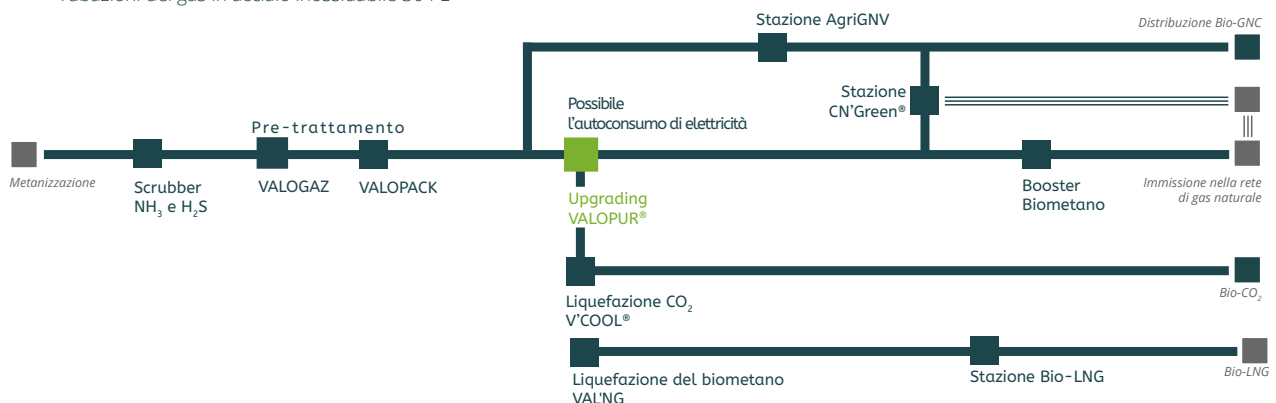 Stazione AgriGNV
Distribuzione Bio-GNC
Stazione
CN'Green®
Possibile
l'autoconsumo di elettricità
Pre-trattamento
Metanizzazione
Scrubber
NH₃ e H₂S
VALOGAZ
VALOPACK
Upgrading
VALOPUR®
Booster
Biometano
Immissione nella rete
di gas naturale
Liquefazione CO₂
V'COOL®
Bio-CO₂
Liquefazione del biometano
VAL'NG
Stazione Bio-LNG
Bio-LNG